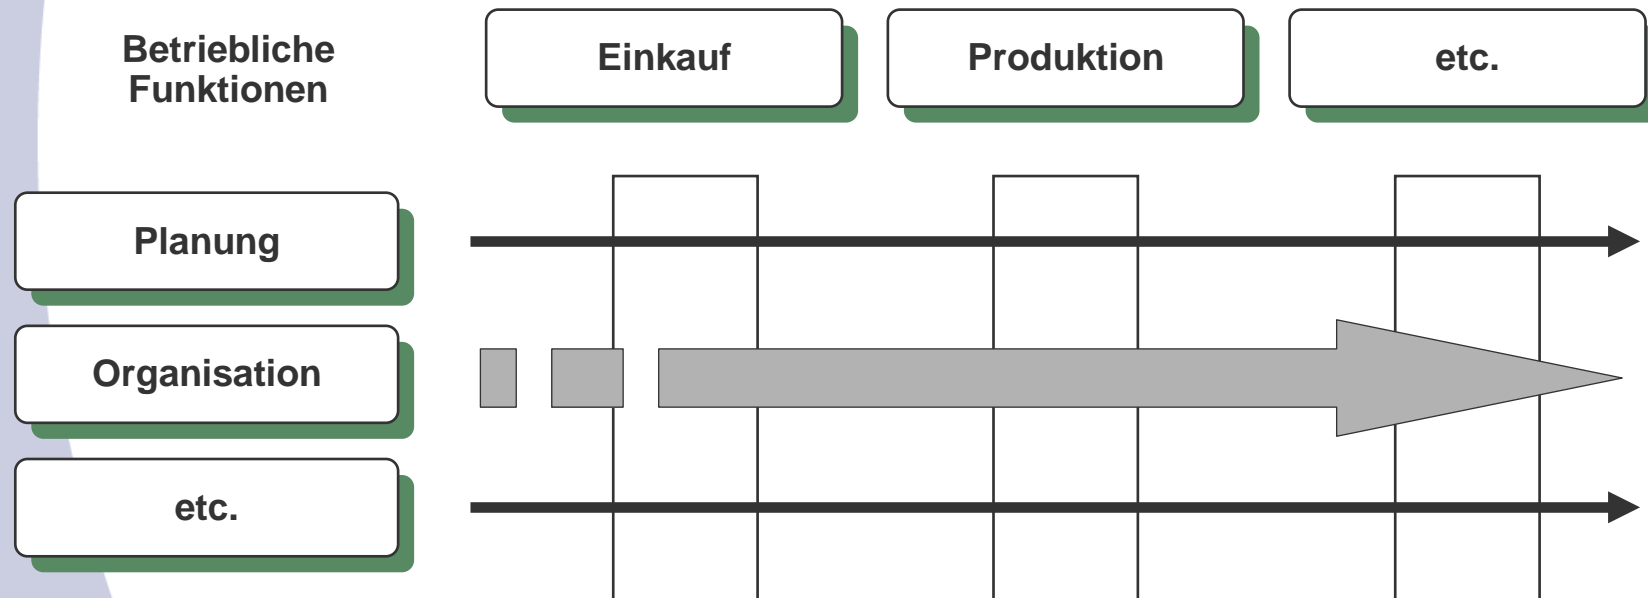 Betriebliche
Funktionen
Einkauf
Produktion
etc.
Planung
Organisation
etc.